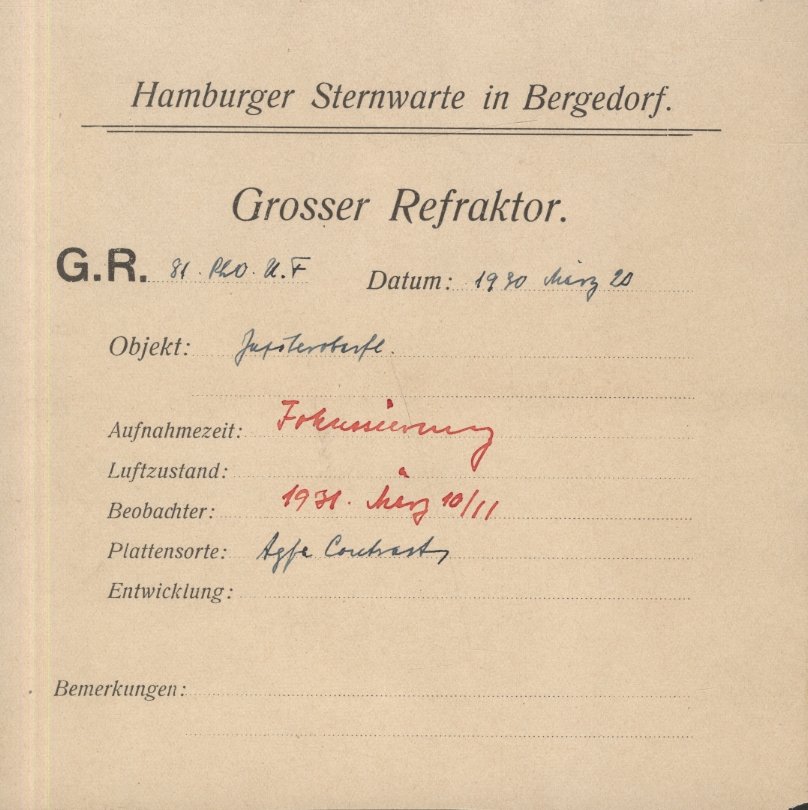 Hamburger Sternwarte in Bergedorf.
Grosser Refraktor.
G.R. 81. Pho. U. F Datum: 1930 März 20
Objekt: Jupiteroberfl.
Aufnahmezeit: Fokussierung
Luftzustand:
Beobachter: 1931. März 10/11
Plattensorte: Agfa Contrast
Entwicklung:
Bemerkungen: